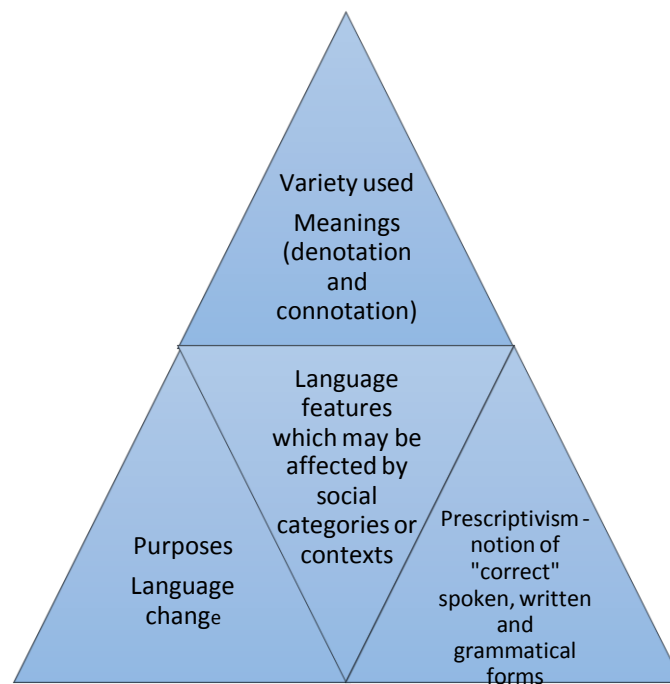 Variety used
Meanings
(denotation
and
connotation)
Language
features
which may be
affected by
social
categories or
contexts
Purposes
Language
change
Prescriptivism -
notion of
"correct"
spoken, written
and
grammatical
forms